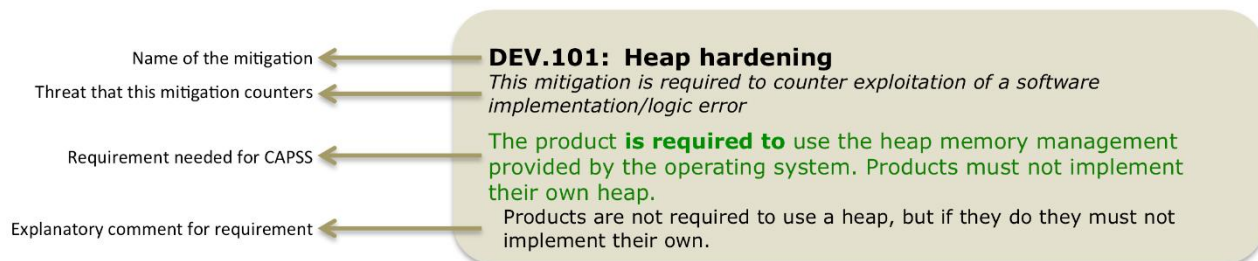 Name of the mitigation
DEV.101: Heap hardening
Threat that this mitigation counters
This mitigation is required to counter exploitation of a software
implementation/logic error
Requirement needed for CAPSS
The product is required to use the heap memory management
provided by the operating system. Products must not implement
their own heap.
Explanatory comment for requirement
Products are not required to use a heap, but if they do they must not
implement their own.